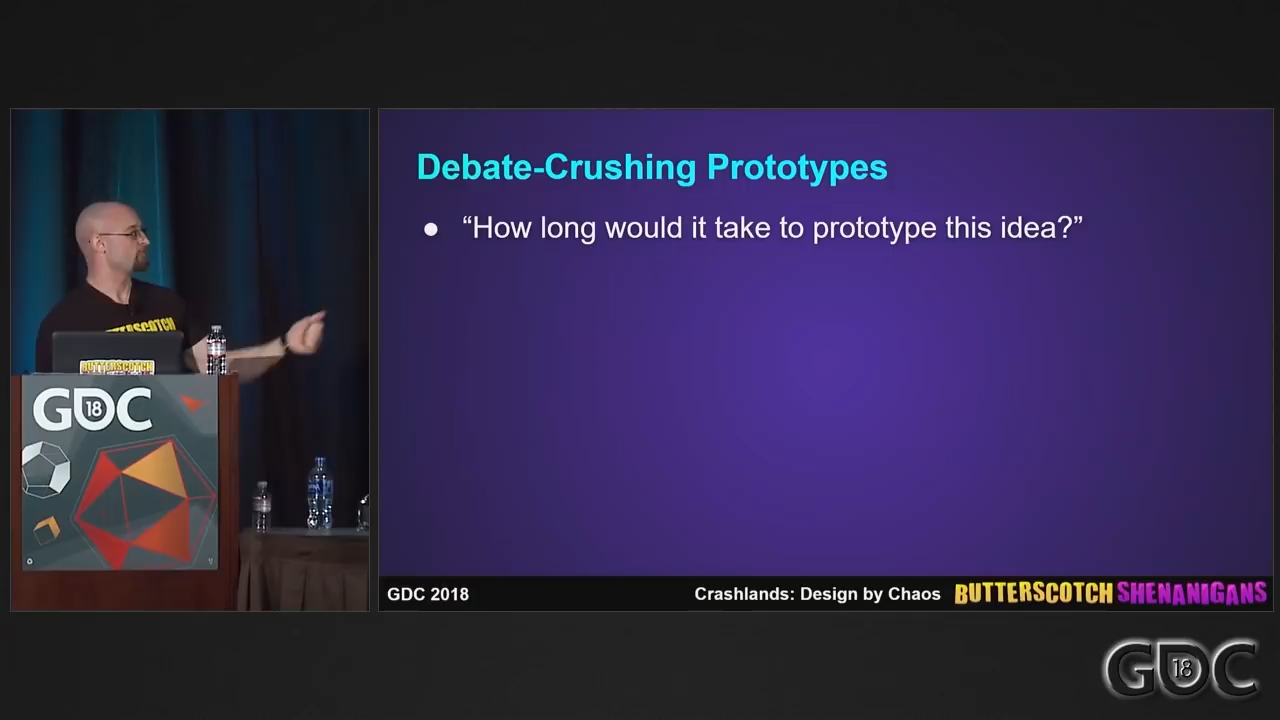 Debate-Crushing Prototypes
● “How long would it take to prototype this idea?”
BUTTERSCOTCH
BUTTERSCOTCH
GDC
18
GDC 2018
Crashlands: Design by Chaos
BUTTERSCOTCH SHENANIGANS
GDC
18